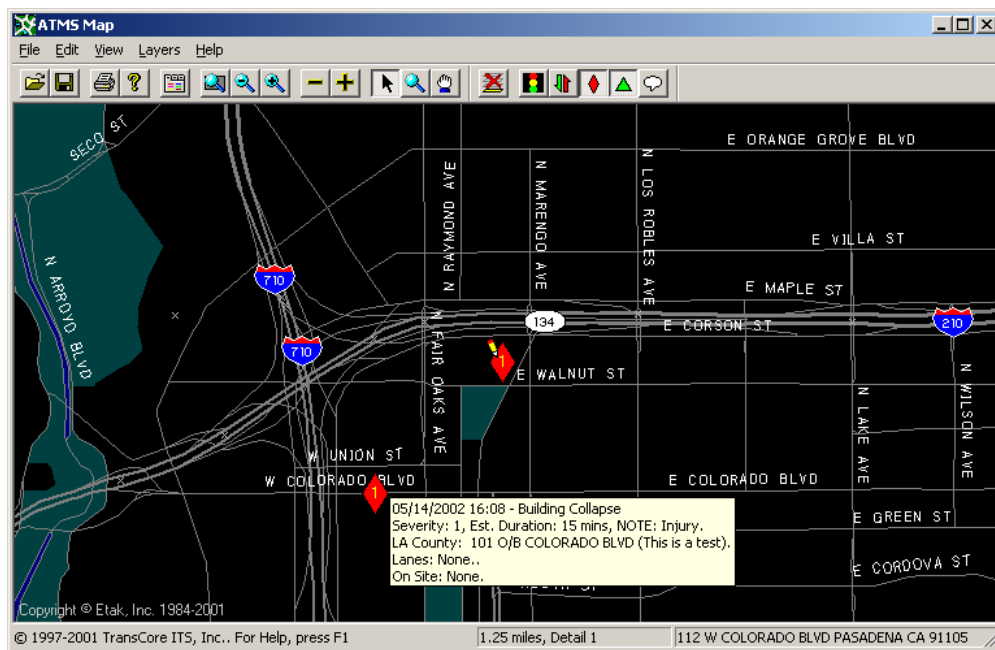 ATMS Map
File Edit View Layers Help
SECO ST
E ORANGE GROVE BLVD
N RAYMOND AVE
N MARENGO AVE
N LOS ROBLES AVE
E VILLA ST
N ARROYO BLVD
710
E MAPLE ST
134
E CORSON ST
210
710
N FAIR OAKS AVE
1
E WALNUT ST
N LAKE AVE
N WILSON AVE
W UNION ST
W COLORADO BLVD
E COLORADO BLVD
1
05/14/2002 16:08 - Building Collapse
Severity: 1, Est. Duration: 15 mins, NOTE: Injury.
LA County: 101 O/B COLORADO BLVD (This is a test).
Lanes: None..
On Site: None.
E GREEN ST
E CORDOVA ST
Copyright © Etak, Inc. 1984-2001
© 1997-2001 TransCore ITS, Inc.. For Help, press F1
1.25 miles, Detail 1
112 W COLORADO BLVD PASADENA CA 91105